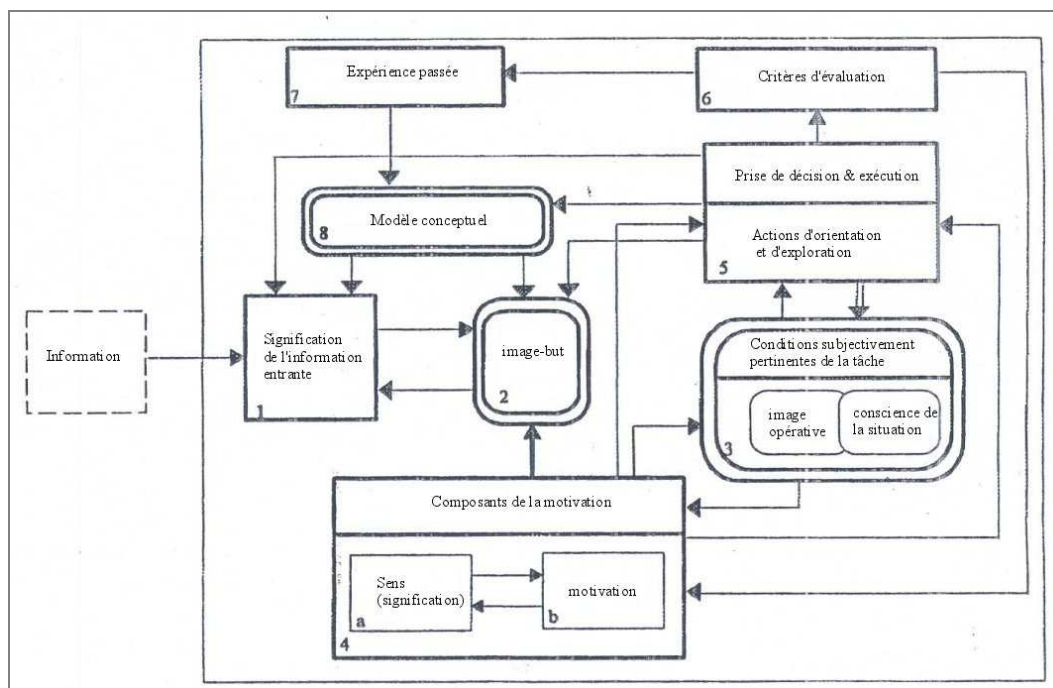 Expérience passée
7
Critères d'évaluation
6
Prise de décision & exécution
Modèle conceptuel
8
Actions d'orientation
et d'exploration
5
Information
Signification
de l'information
entrante
1
image-but
2
Conditions subjectivement
pertinentes de la tâche
image
opérative
conscience de
la situation
3
Composants de la motivation
Sens
(signification)
a
motivation
b
4